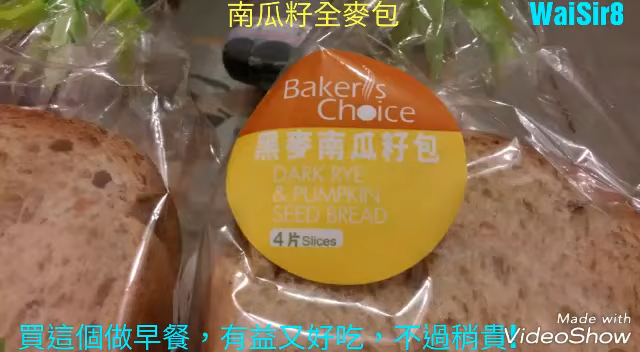 南瓜籽全麥包
WaiSir8
Baker's
Choice
黑麥南瓜籽包
DARK RYE
& PUMPKIN
SEED BREAD
4片 Slices
買這個做早餐，有益又好吃，不過稍貴!
Made with
VideoShow